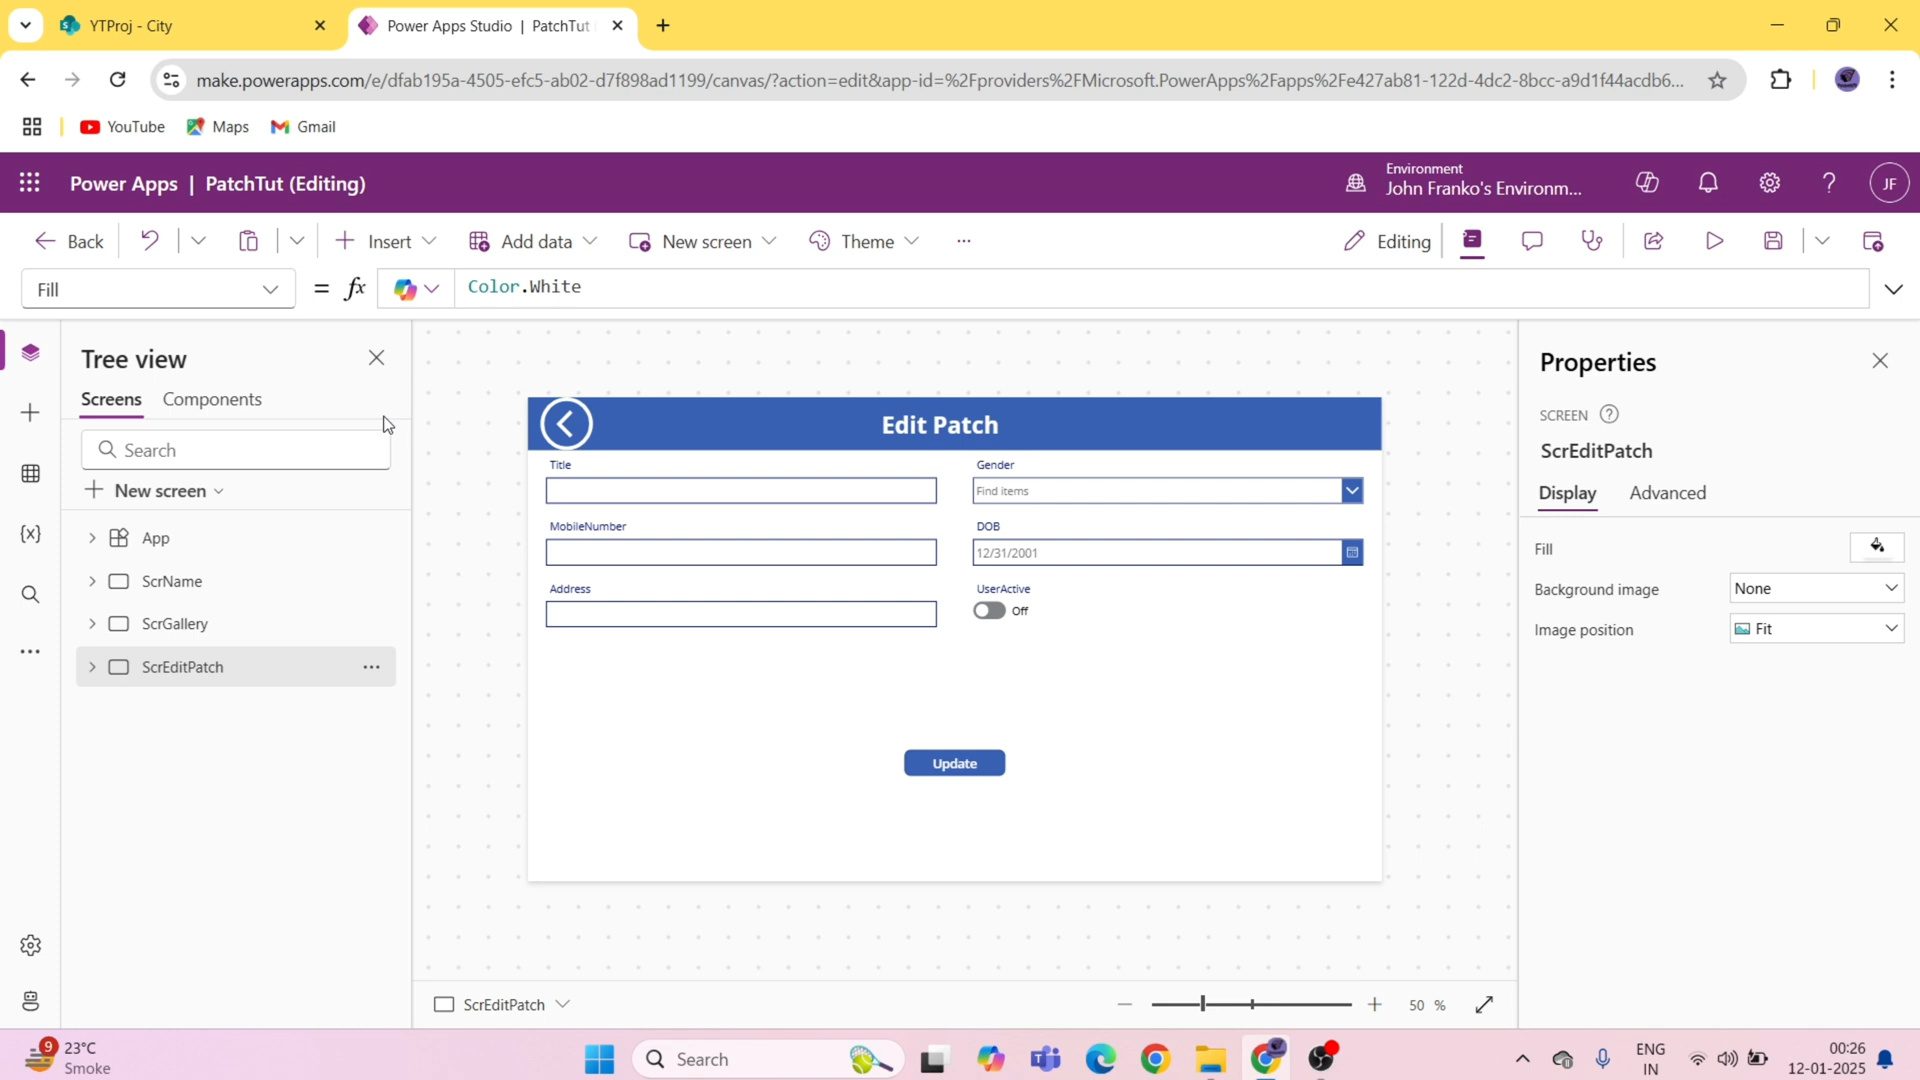 YTProj - City
Power Apps Studio | PatchTut
make.powerapps.com/e/dfab195a-4505-efc5-ab02-d7f898ad1199/canvas/?action=edit&app-id=%2Fproviders%2FMicrosoft.PowerApps%2Fapps%2Fe427ab81-122d-4dc2-8bcc-a9d1f44acdb6...
YouTube Maps Gmail
Power Apps | PatchTut (Editing)
Environment
John Franko's Environm...
JF
Back Insert Add data New screen Theme ... Editing
Fill = fx Color.White
Tree view
Screens Components
Search
New screen
App
ScrName
ScrGallery
ScrEditPatch
Edit Patch
Title Gender
Find items
MobileNumber DOB
12/31/2001
Address UserActive
Off
Update
Properties
SCREEN
ScrEditPatch
Display Advanced
Fill
Background image None
Image position Fit
ScrEditPatch 50 %
9
23°C
Smoke
Search
ENG
IN
00:26
12-01-2025